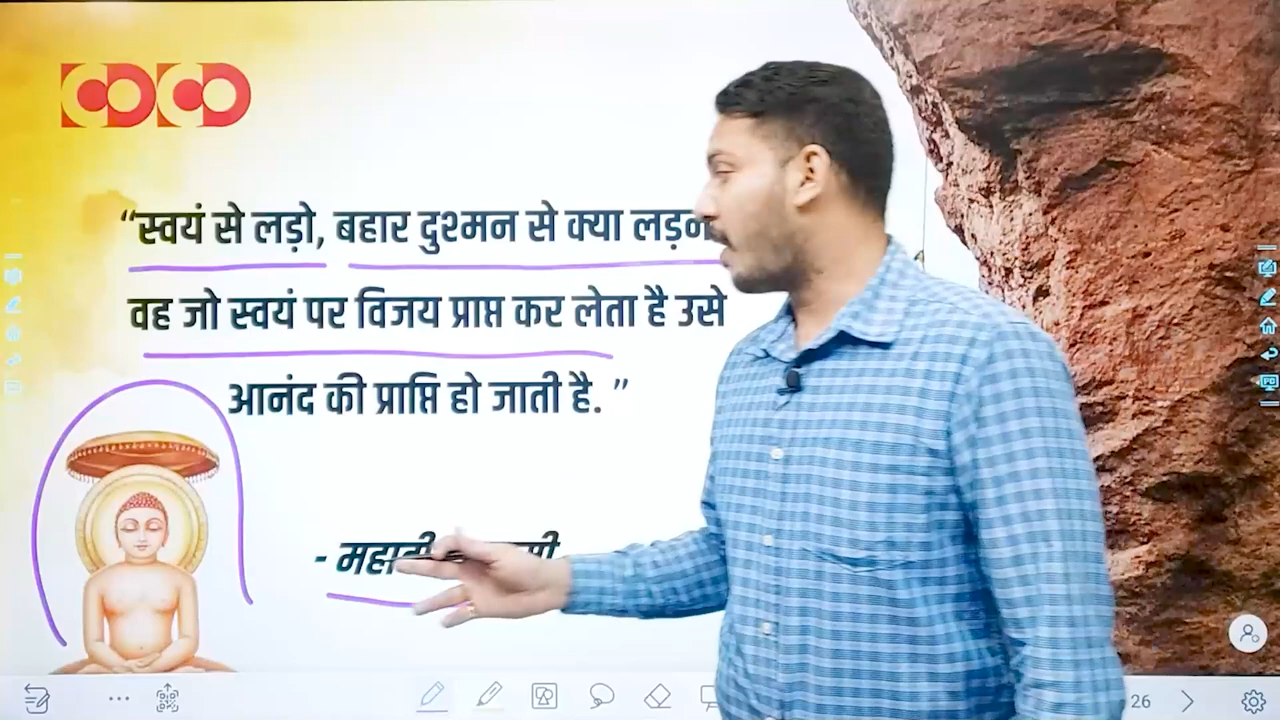 “स्वयं से लड़ो, बहार दुश्मन से क्या
वह जो स्वयं पर विजय प्राप्त कर लेता है उसे
आनंद की प्राप्ति हो जाती है. ”
-
26